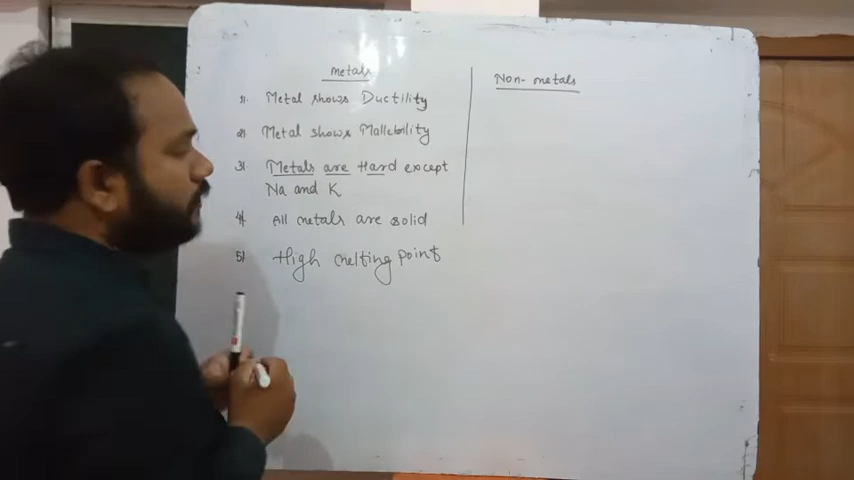 Metals
1) Metal shows Ductility
2) Metal shows Mallebility
3) Metals are Hard except
Na and K
4) All metals are solid
5) High melting point
Non-metals